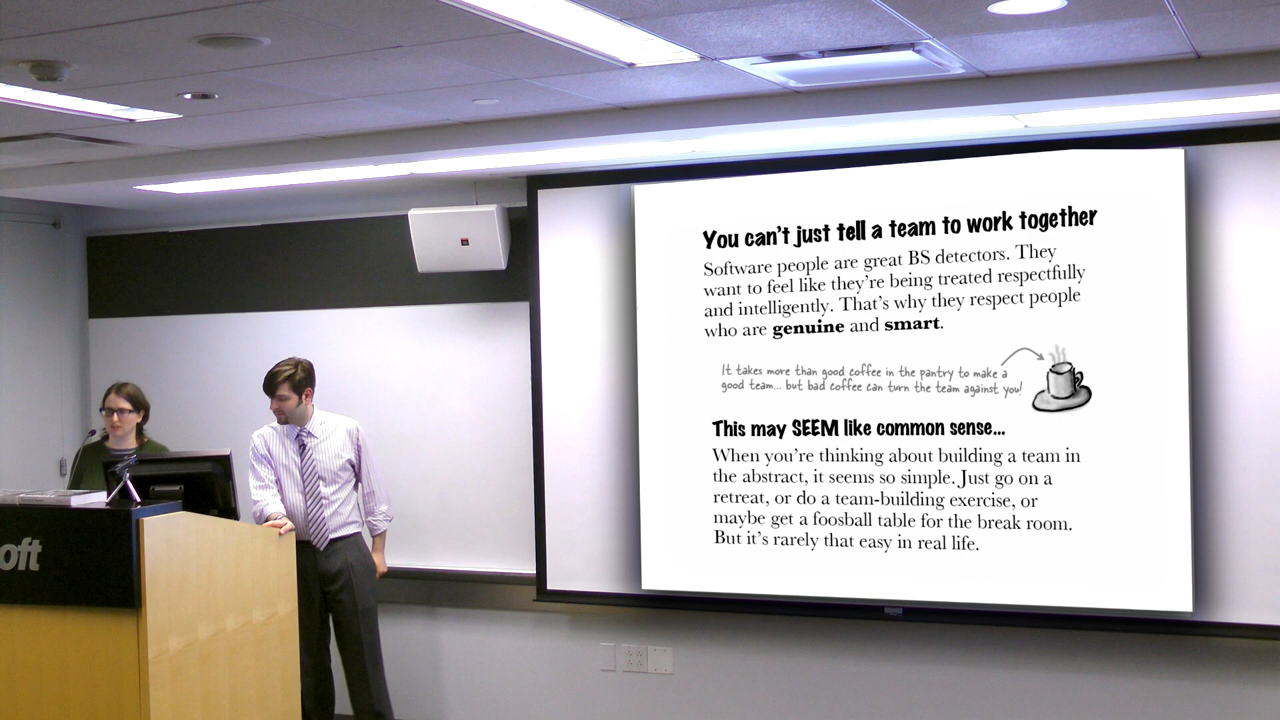 You can't just tell a team to work together
Software people are great BS detectors. They
want to feel like they're being treated respectfully
and intelligently. That's why they respect people
who are genuine and smart.
It takes more than good coffee in the pantry to make a
good team... but bad coffee can turn the team against you!
This may SEEM like common sense...
When you're thinking about building a team in
the abstract, it seems so simple. Just go on a
retreat, or do a team-building exercise, or
maybe get a foosball table for the break room.
But it's rarely that easy in real life.
oft